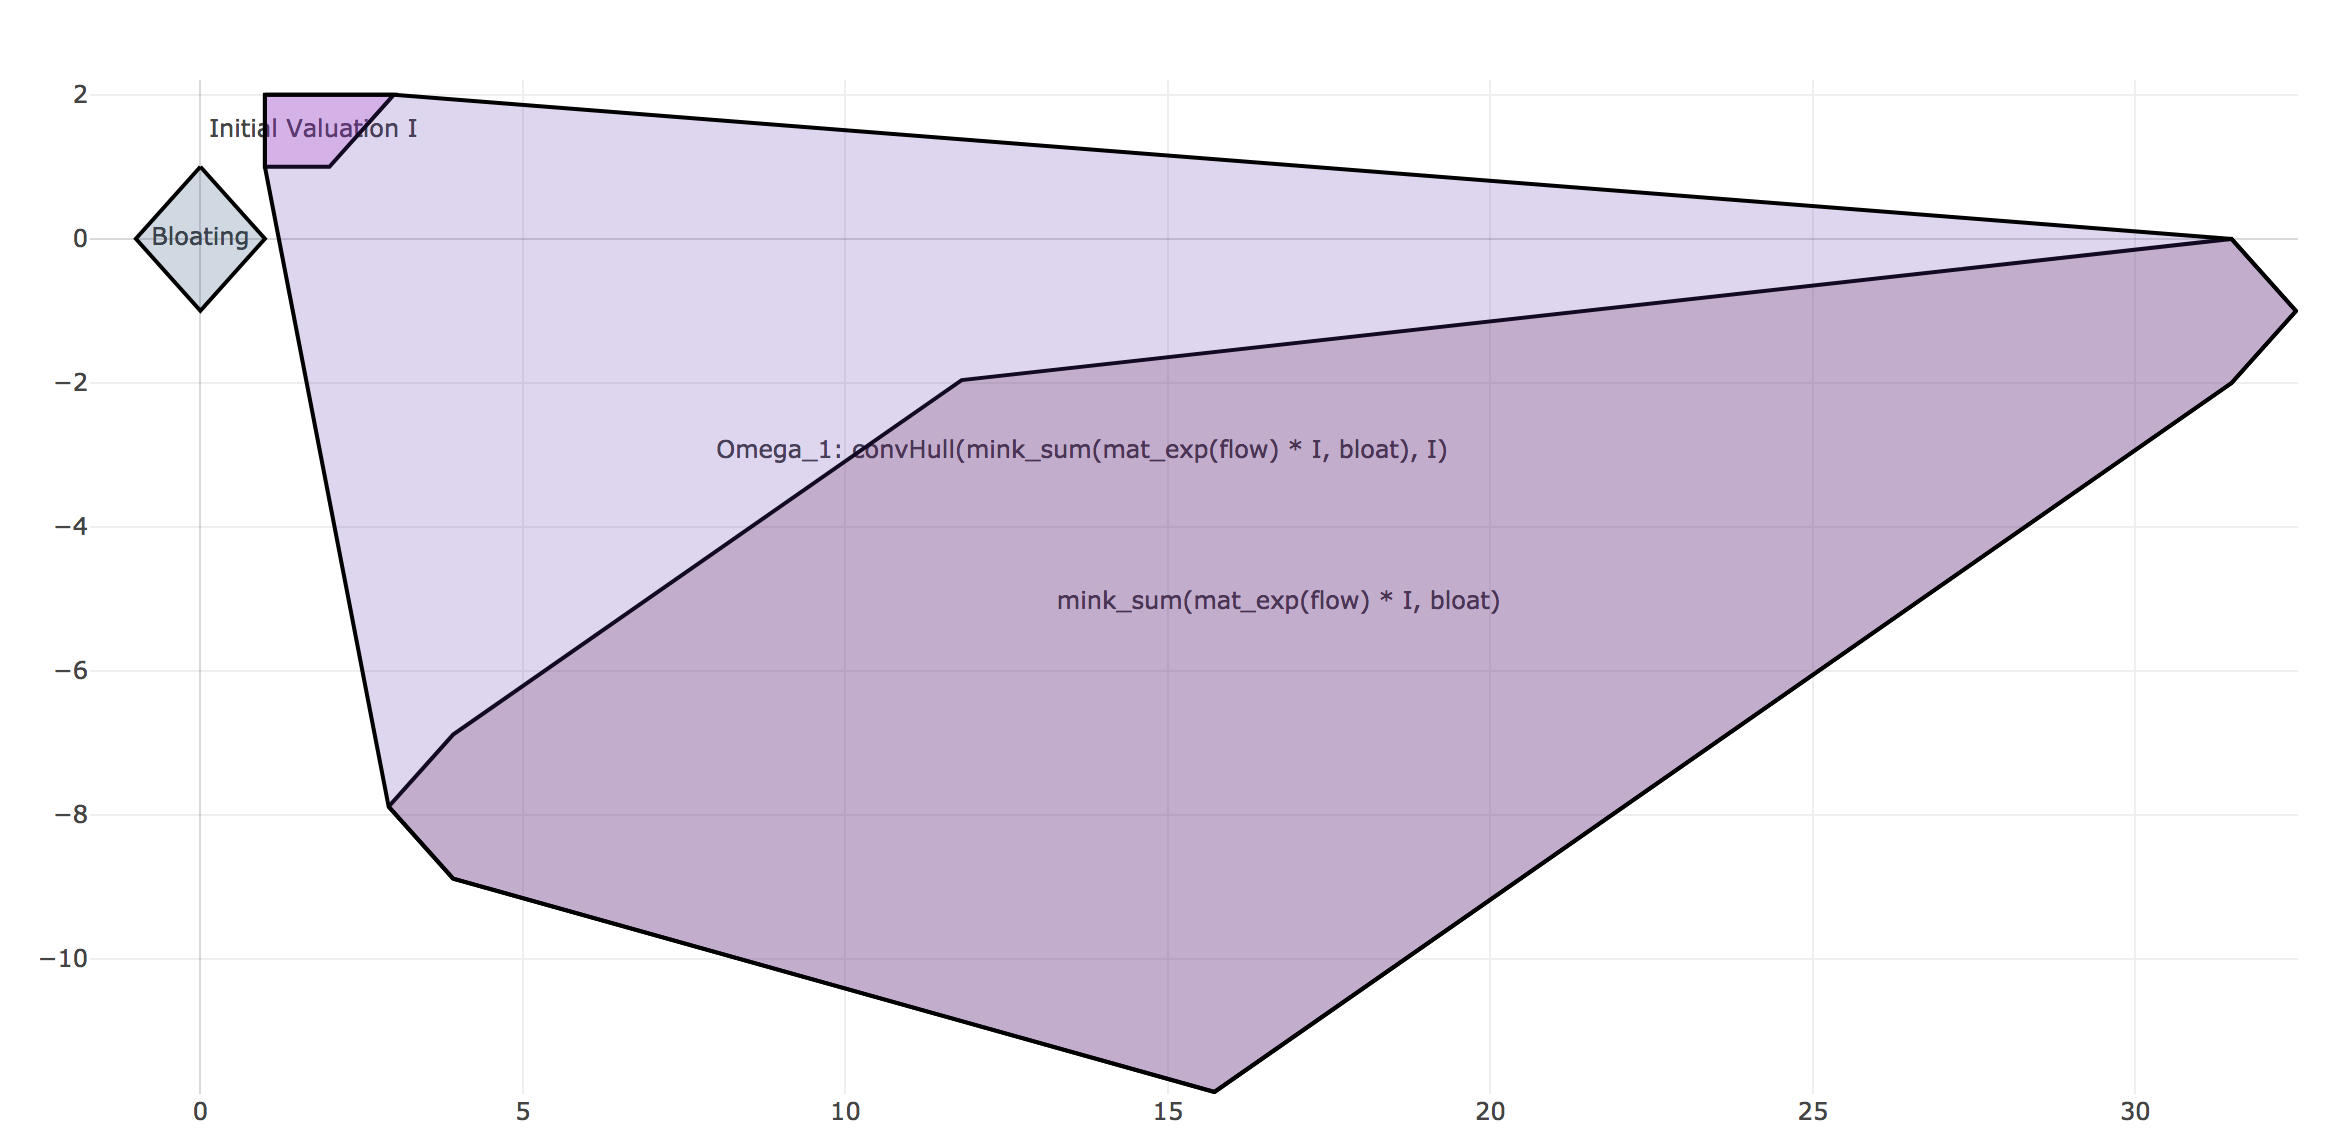 2
Initial Valuation I
0
Bloating
−2
Omega_1: convHull(mink_sum(mat_exp(flow) * I, bloat), I)
−4
mink_sum(mat_exp(flow) * I, bloat)
−6
−8
−10
0 5 10 15 20 25 30